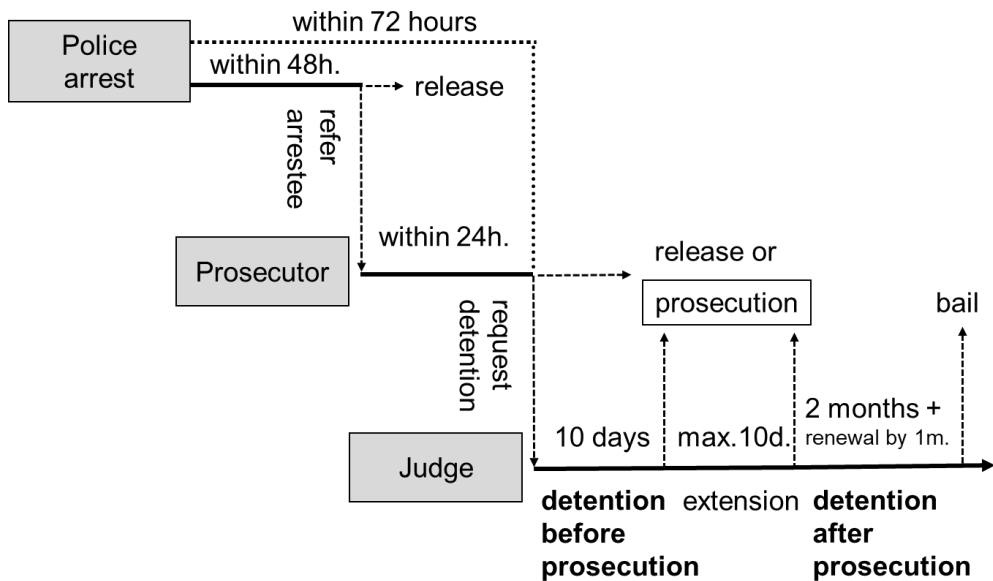 Police
arrest
within 72 hours
within 48h.
release
refer
arrestee
Prosecutor
within 24h.
release or
prosecution
request
detention
bail
Judge
10 days
max.10d.
2 months +
renewal by 1m.
detention
before
prosecution
extension
detention
after
prosecution